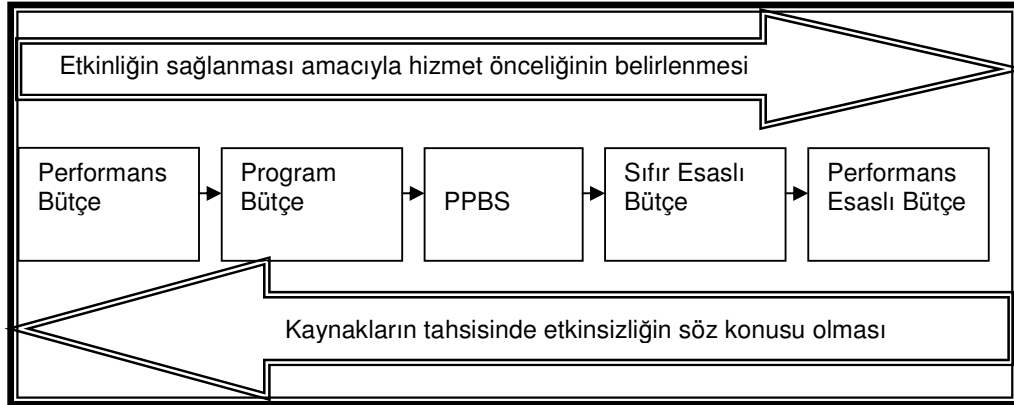 Etkinliğin sağlanması amacıyla hizmet önceliğinin belirlenmesi
Performans
Bütçe
Program
Bütçe
PPBS
Sıfır Esaslı
Bütçe
Performans
Esaslı Bütçe
Kaynakların tahsisinde etkinsizliğin söz konusu olması